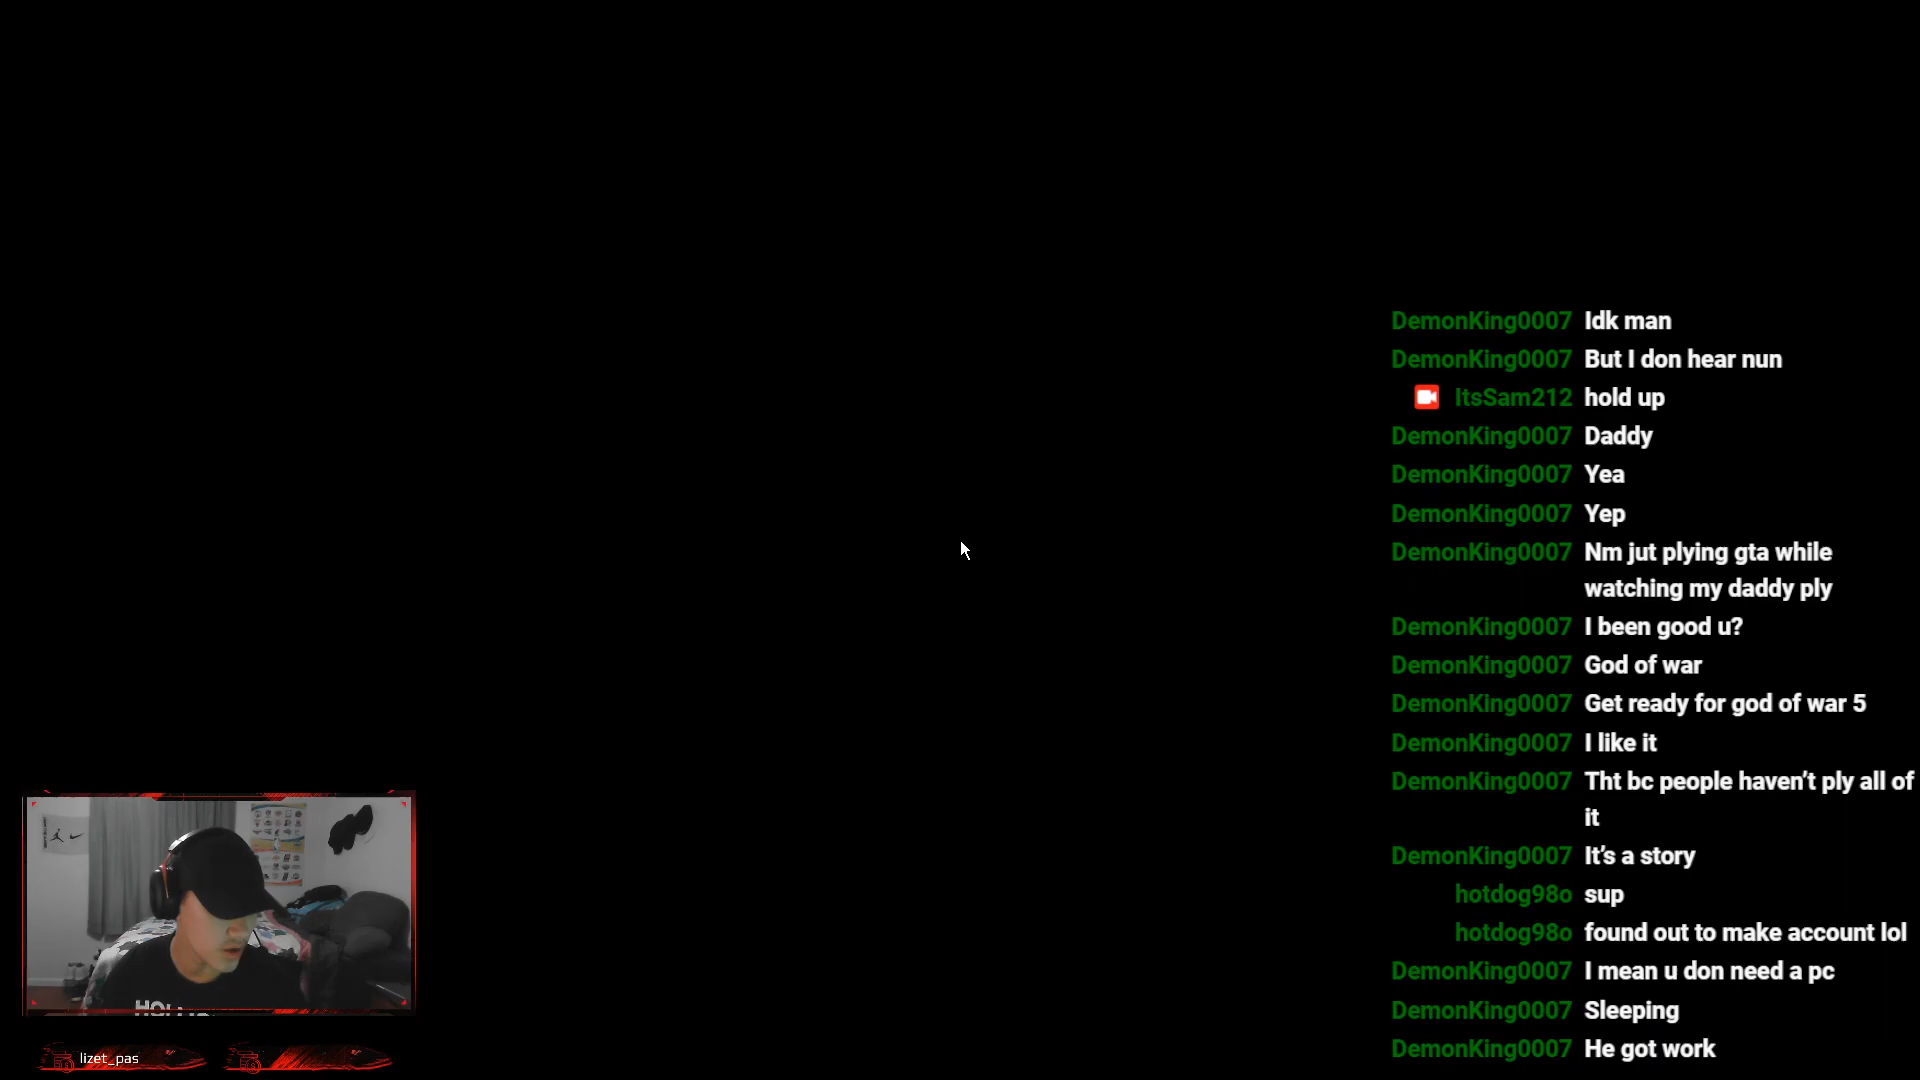 DemonKing0007 Idk man
DemonKing0007 But I don hear nun
ItsSam212 hold up
DemonKing0007 Daddy
DemonKing0007 Yea
DemonKing0007 Yep
DemonKing0007 Nm jut plying gta while
watching my daddy ply
DemonKing0007 I been good u?
DemonKing0007 God of war
DemonKing0007 Get ready for god of war 5
DemonKing0007 I like it
DemonKing0007 Tht bc people haven’t ply all of
it
DemonKing0007 It’s a story
hotdog98o sup
hotdog98o found out to make account lol
DemonKing0007 I mean u don need a pc
DemonKing0007 Sleeping
DemonKing0007 He got work
lizet_pas